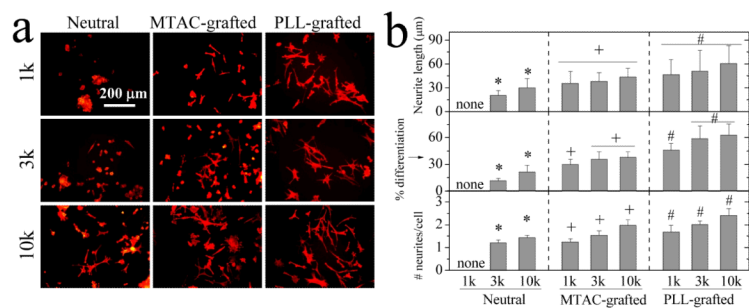 a
Neutral
MTAC-grafted
PLL-grafted
1k
200 μm
3k
10k
b
Neurite length (μm)
90
60
30
0
none
*
*
+
#
% differentiation
90
60
30
0
none
*
*
+
+
#
#
# neurites/cell
3
2
1
0
none
*
*
+
+
+
#
#
#
1k 3k 10k 1k 3k 10k 1k 3k 10k
Neutral MTAC-grafted PLL-grafted